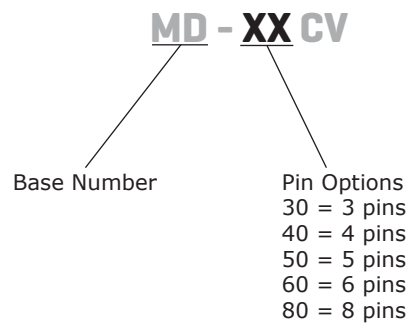 MD - XX CV
Base Number
Pin Options
30 = 3 pins
40 = 4 pins
50 = 5 pins
60 = 6 pins
80 = 8 pins